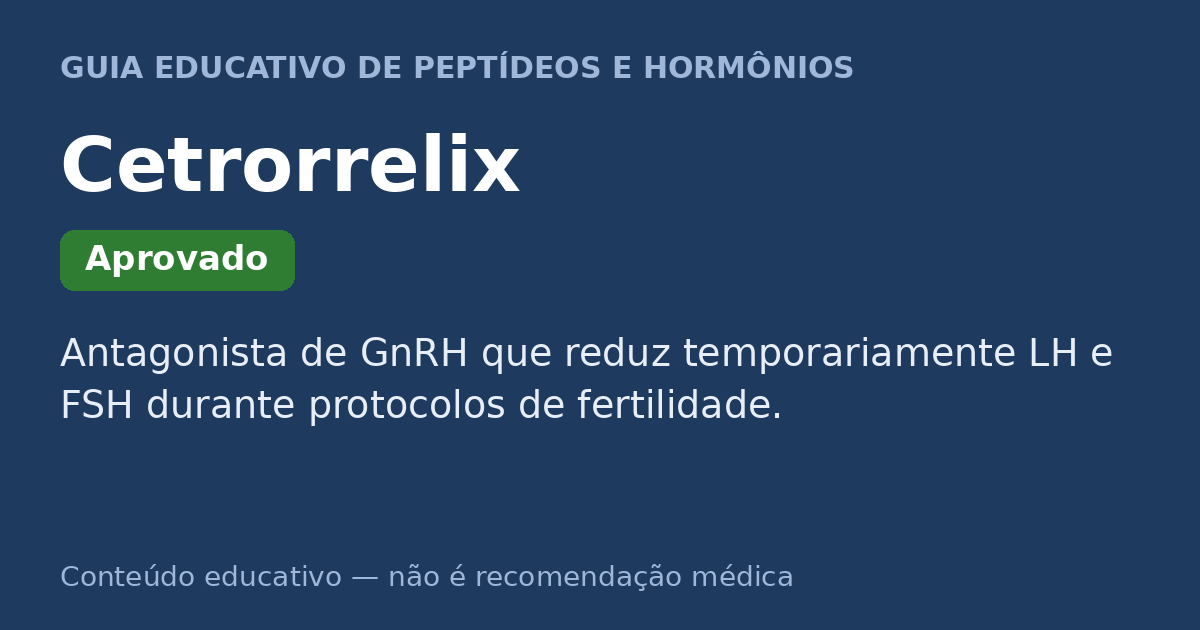 GUIA EDUCATIVO DE PEPTÍDEOS E HORMÔNIOS
Cetrorrelix
Aprovado
Antagonista de GnRH que reduz temporariamente LH e
FSH durante protocolos de fertilidade.
Conteúdo educativo — não é recomendação médica